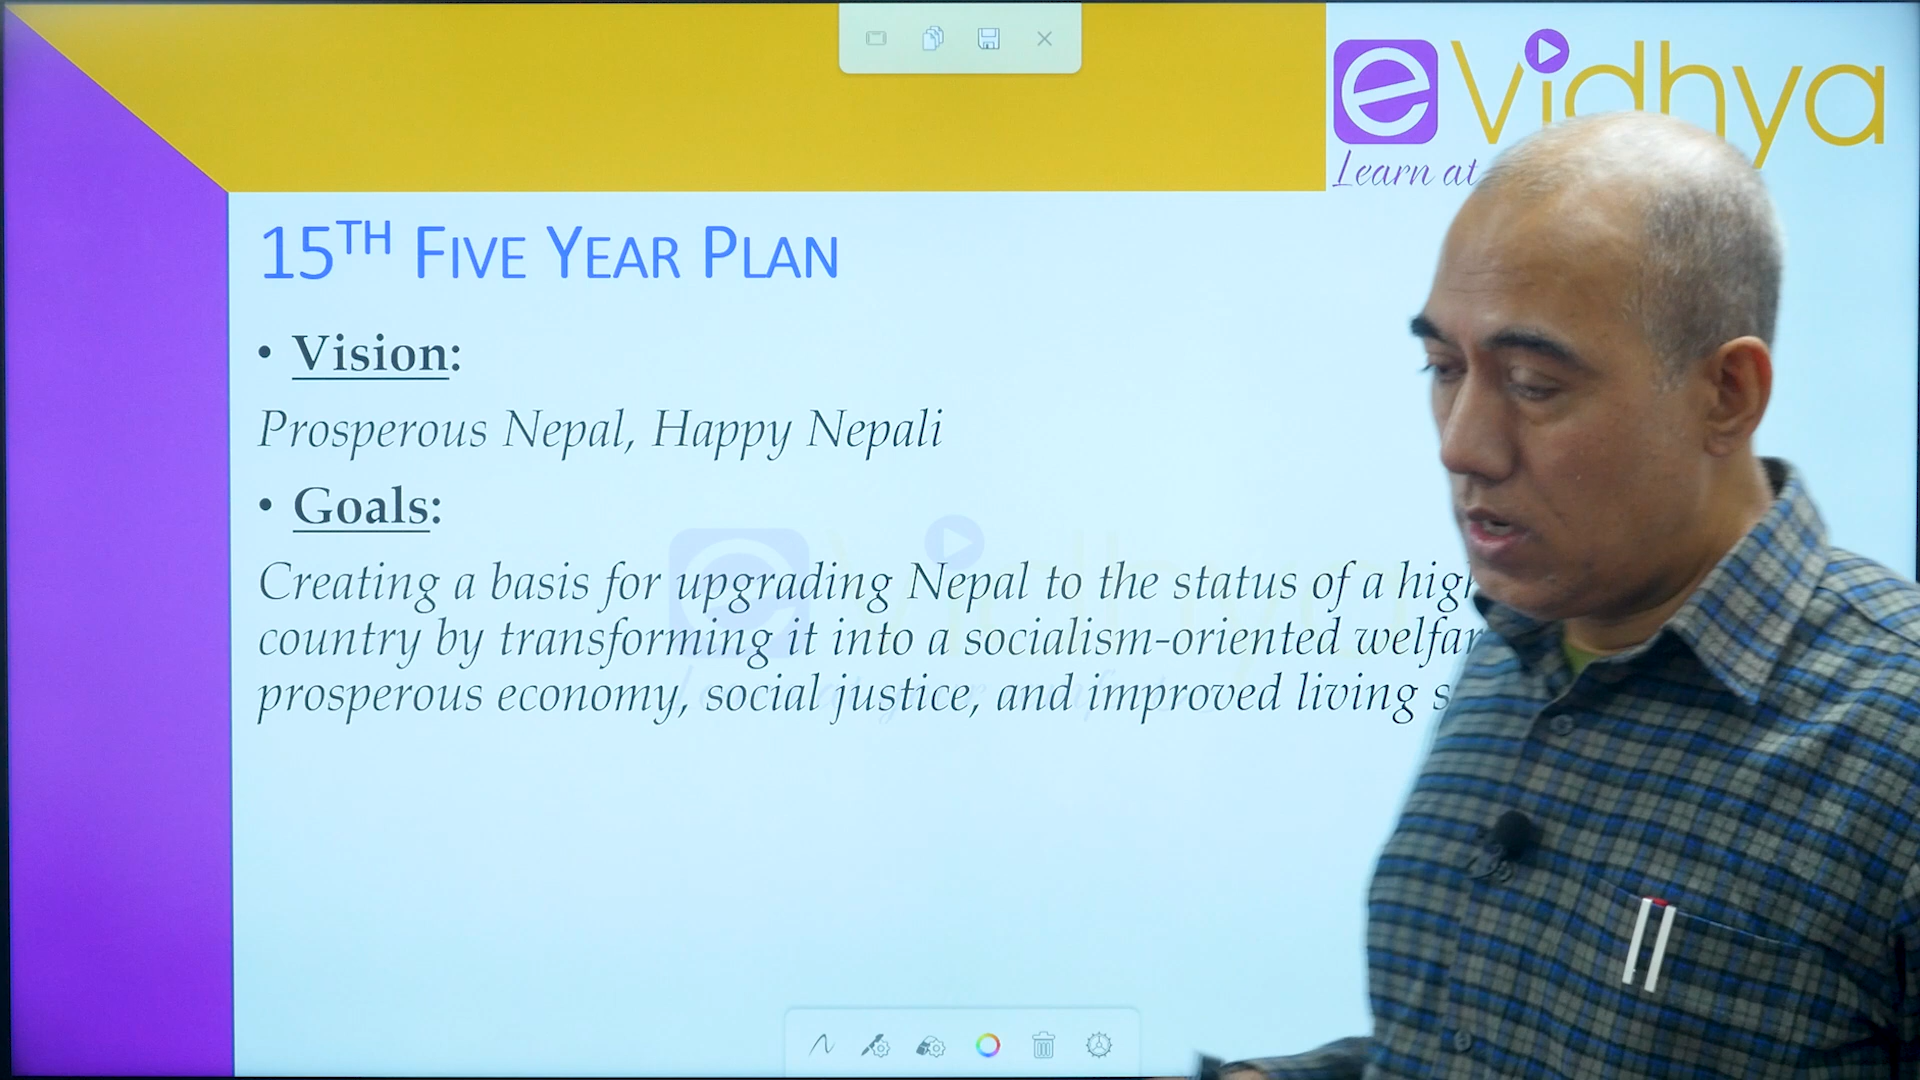 e Vidhya
Learn at
15TH FIVE YEAR PLAN
• Vision:
Prosperous Nepal, Happy Nepali
• Goals:
Creating a basis for upgrading Nepal to the status of a
country by transforming it into a socialism-oriented
prosperous economy, social justice, and improved living